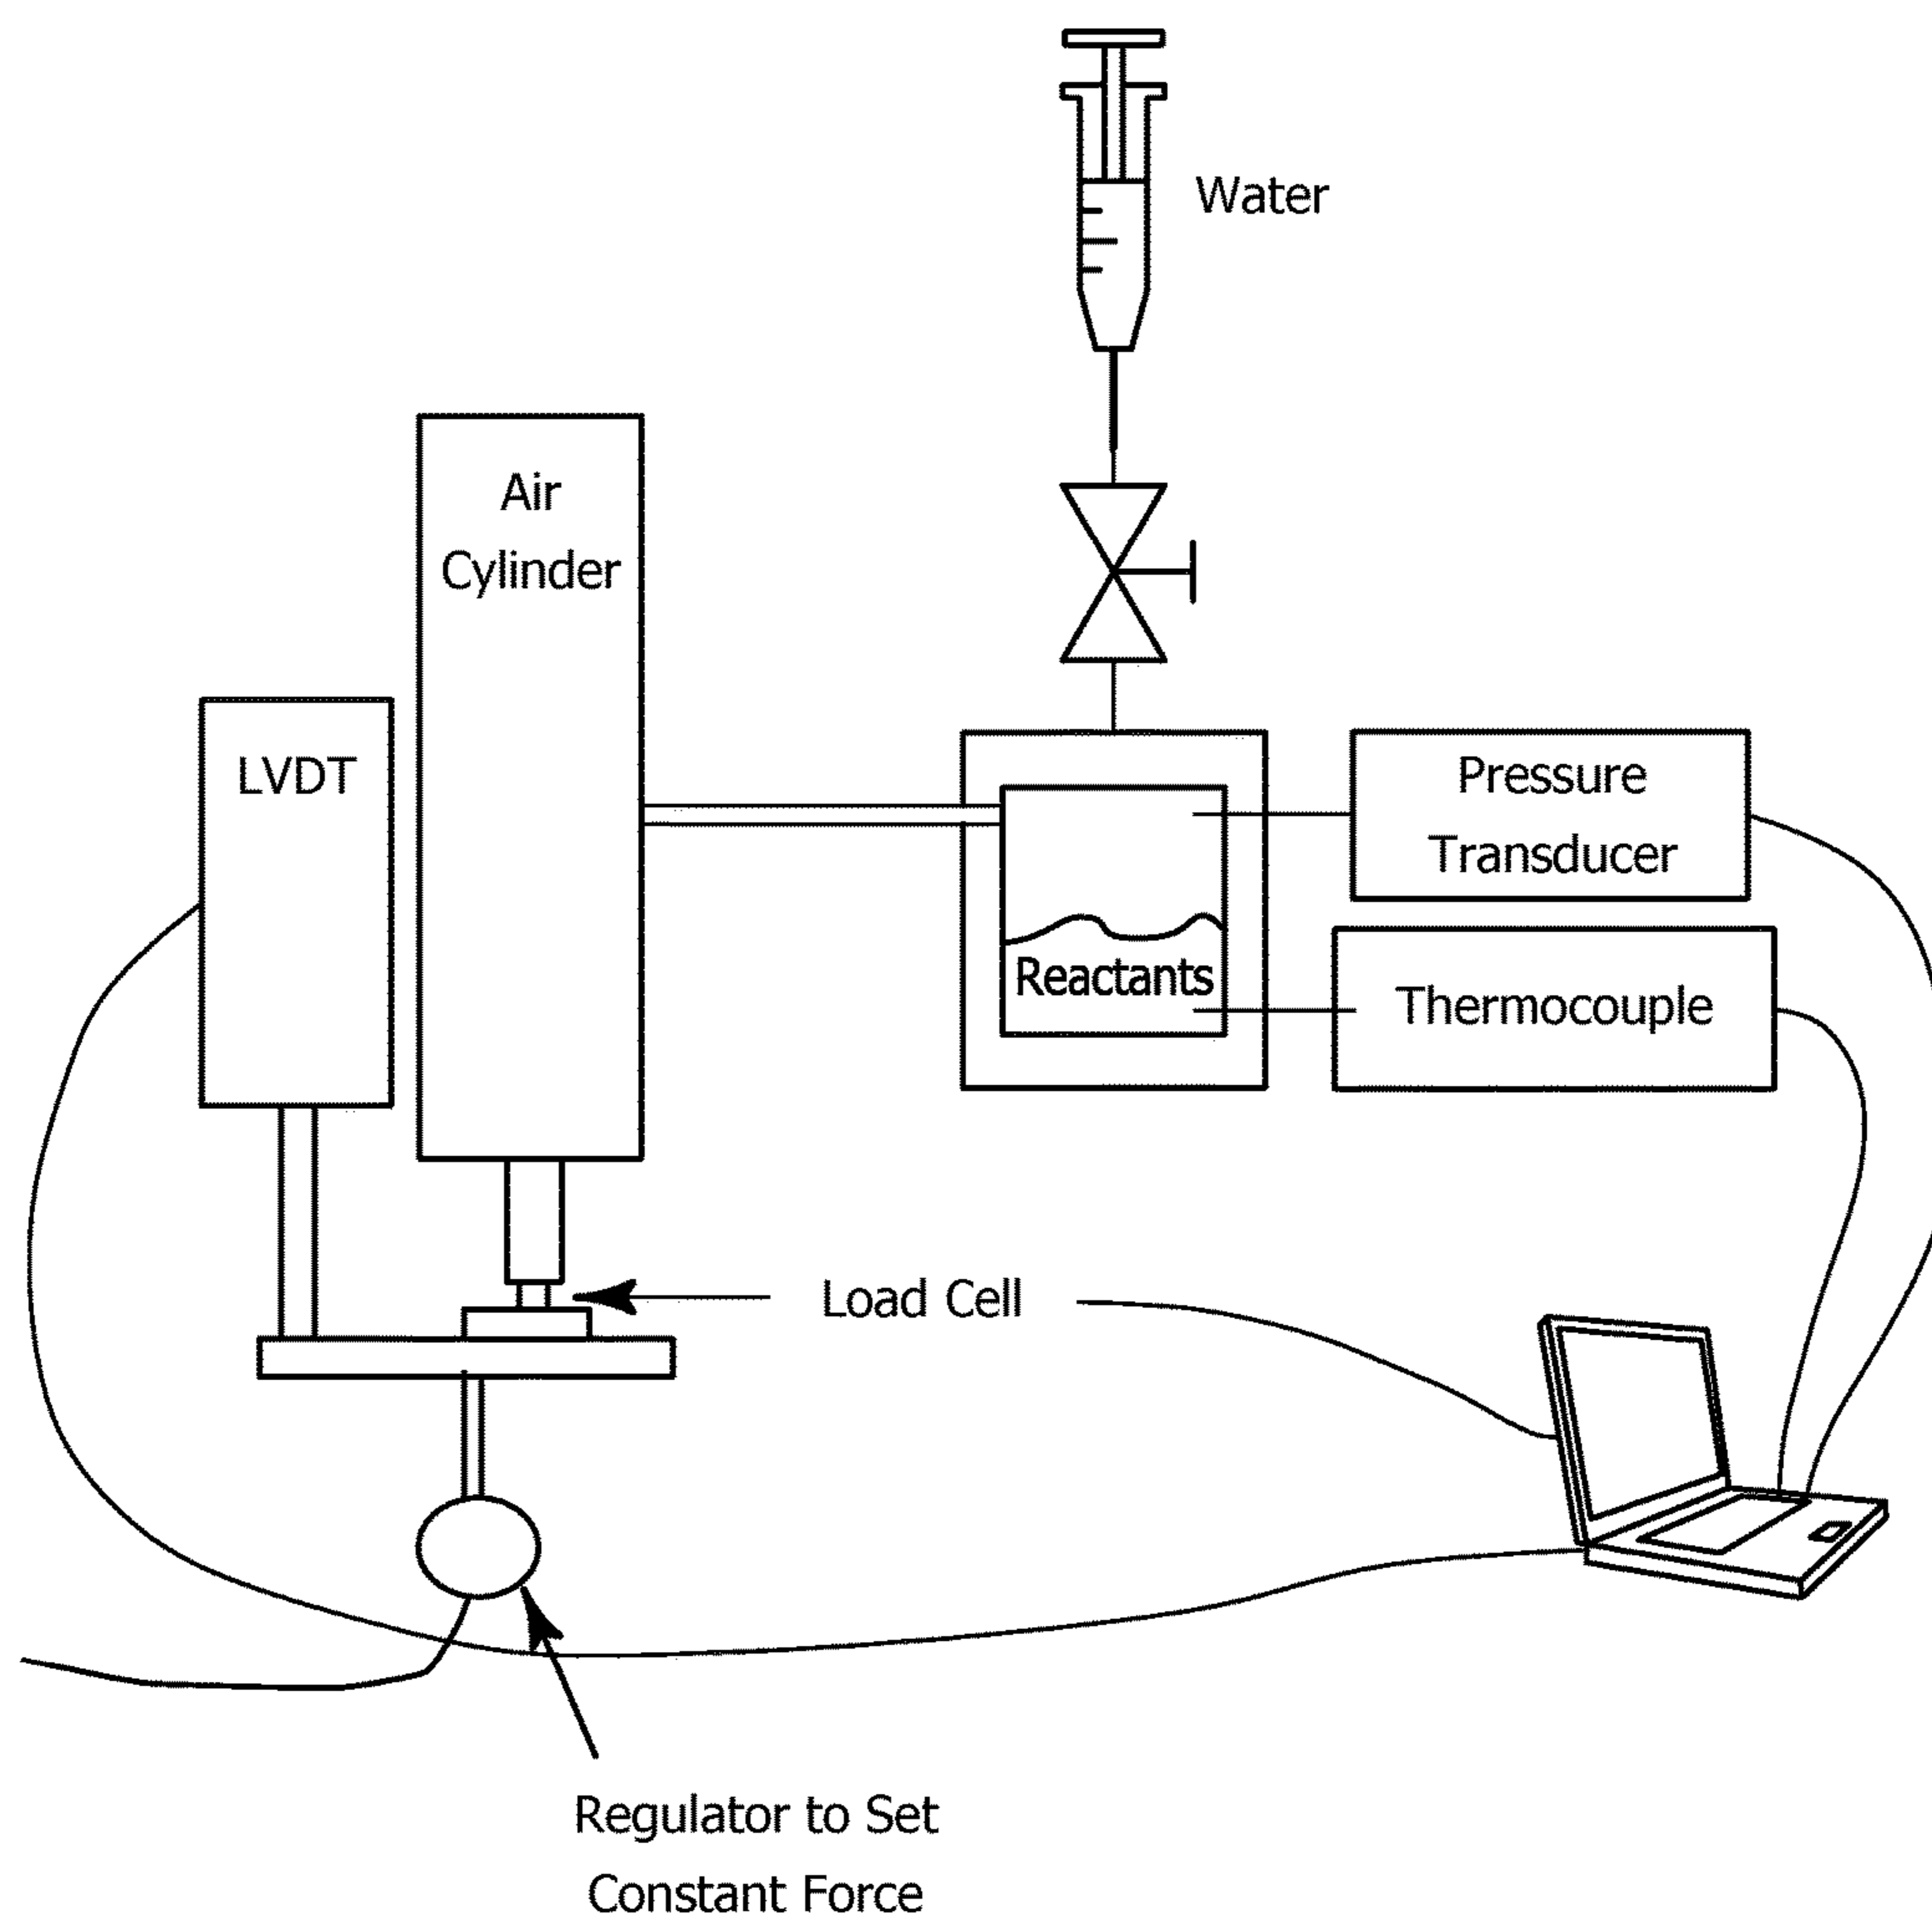 Water
Air
Cylinder
LVDT
Pressure
Transducer
Reactants
Thermocouple
Load Cell
Regulator to Set
Constant Force